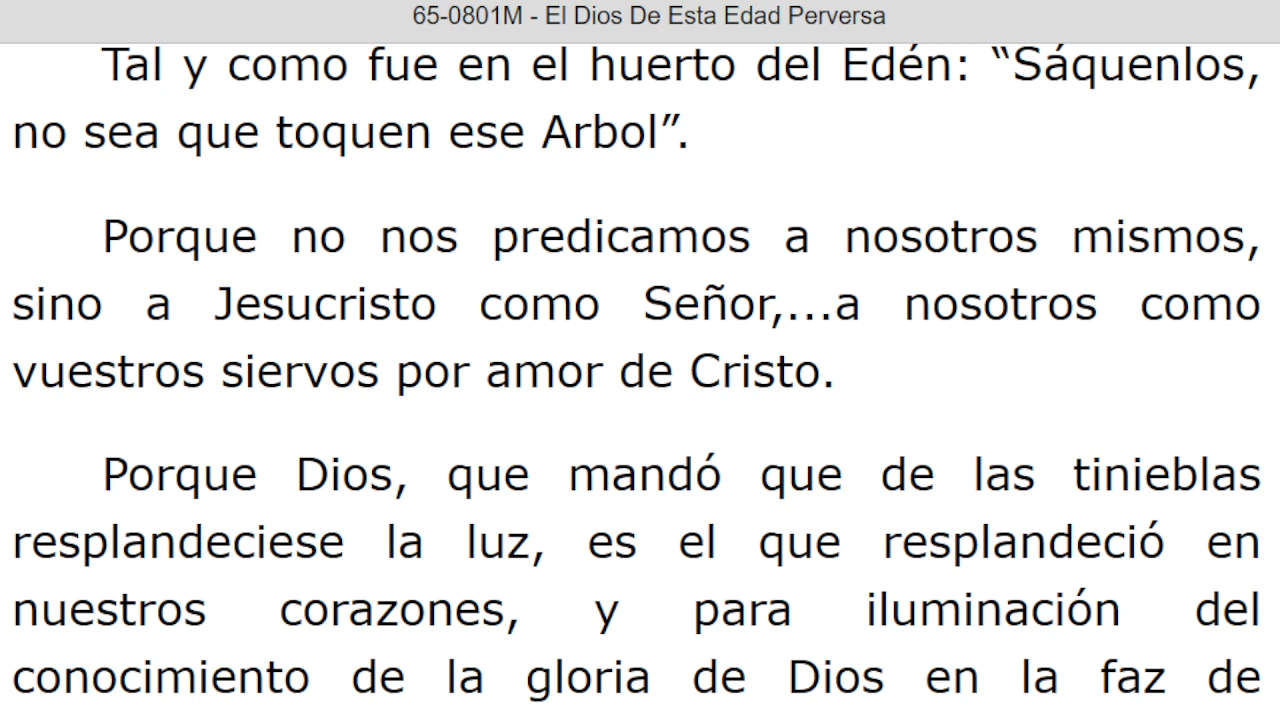 65-0801M - El Dios De Esta Edad Perversa
Tal y como fue en el huerto del Edén: “Sáquenlos,
no sea que toquen ese Arbol”.
Porque no nos predicamos a nosotros mismos,
sino a Jesucristo como Señor,...a nosotros como
vuestros siervos por amor de Cristo.
Porque Dios, que mandó que de las tinieblas
resplandeciese la luz, es el que resplandeció en
nuestros corazones, y para iluminación del
conocimiento de la gloria de Dios en la faz de